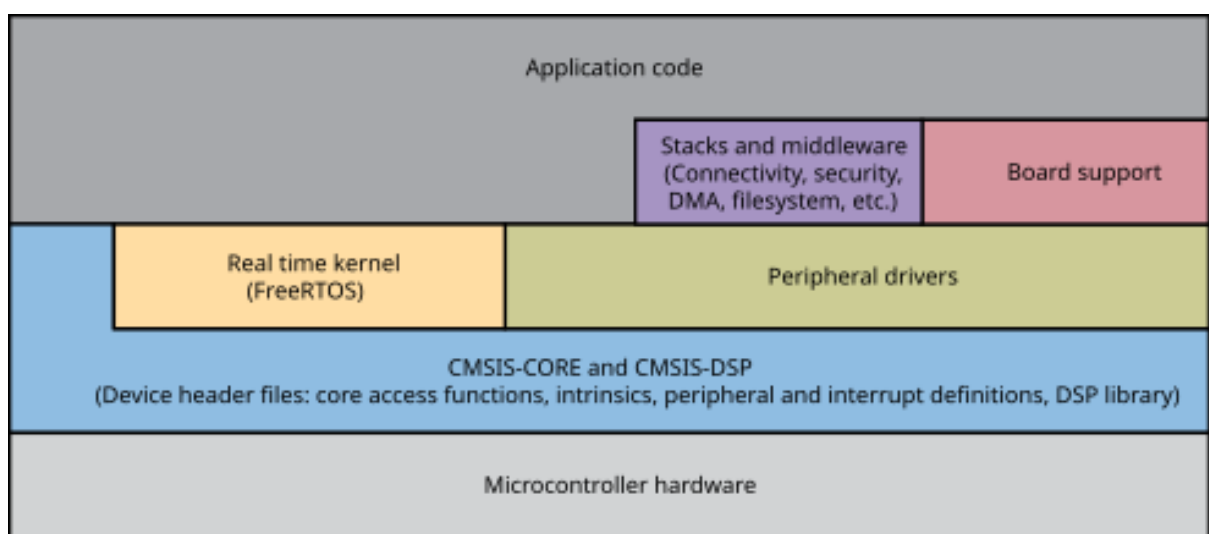 Application code
Stacks and middleware
(Connectivity, security,
DMA, filesystem, etc.)
Board support
Real time kernel
(FreeRTOS)
Peripheral drivers
CMSIS-CORE and CMSIS-DSP
(Device header files: core access functions, intrinsics, peripheral and interrupt definitions, DSP library)
Microcontroller hardware